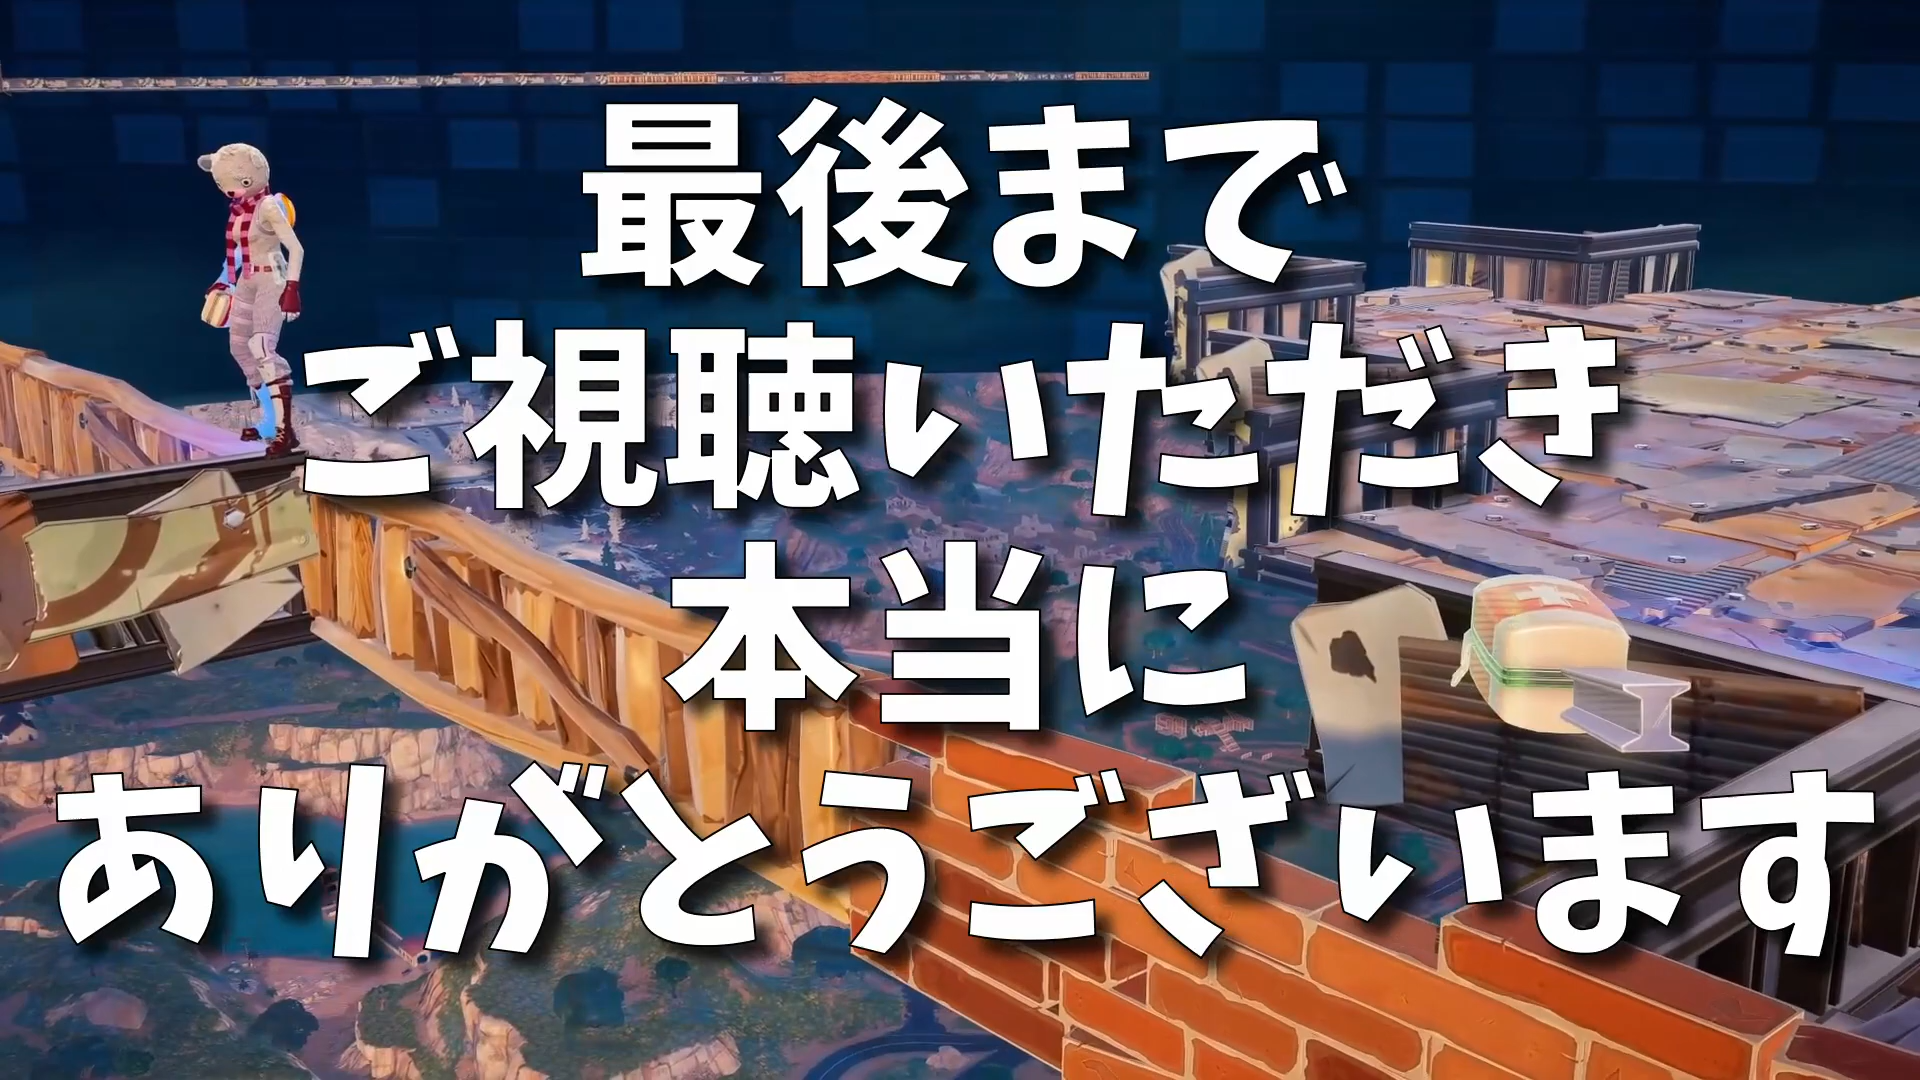 最後まで
ご視聴いただき
本当に
ありがとうございます